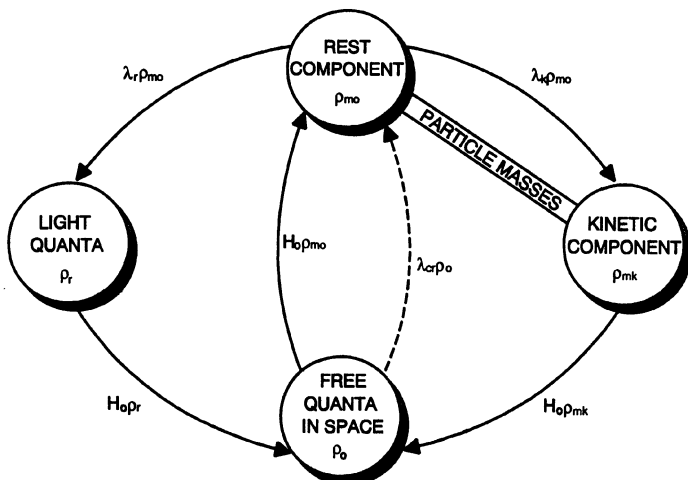 REST
COMPONENT
ρmo
λrρmo
λkρmo
PARTICLE MASSES
LIGHT
QUANTA
ρr
KINETIC
COMPONENT
ρmk
Hoρmo
λcrρo
FREE
QUANTA
IN SPACE
ρo
Hoρr
Hoρmk